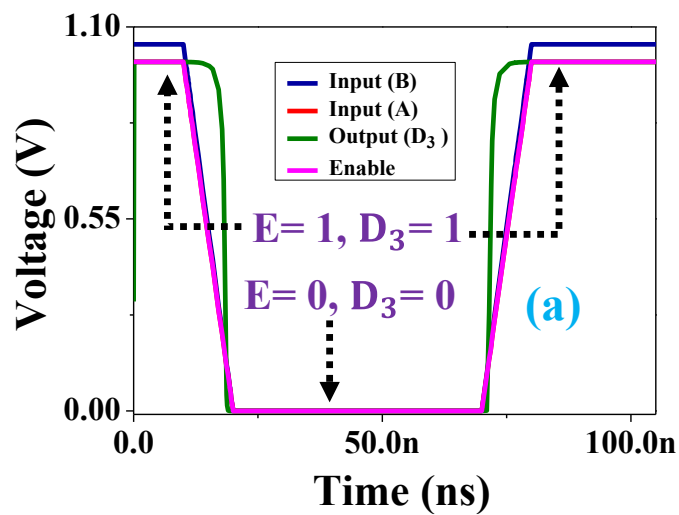 1.10
Input (B)
Input (A)
Output (D₃ )
Enable
0.55
E= 1, D₃= 1
E= 0, D₃=0
(a)
0.00
0.0 50.0n 100.0n
Voltage (V)
Time (ns)